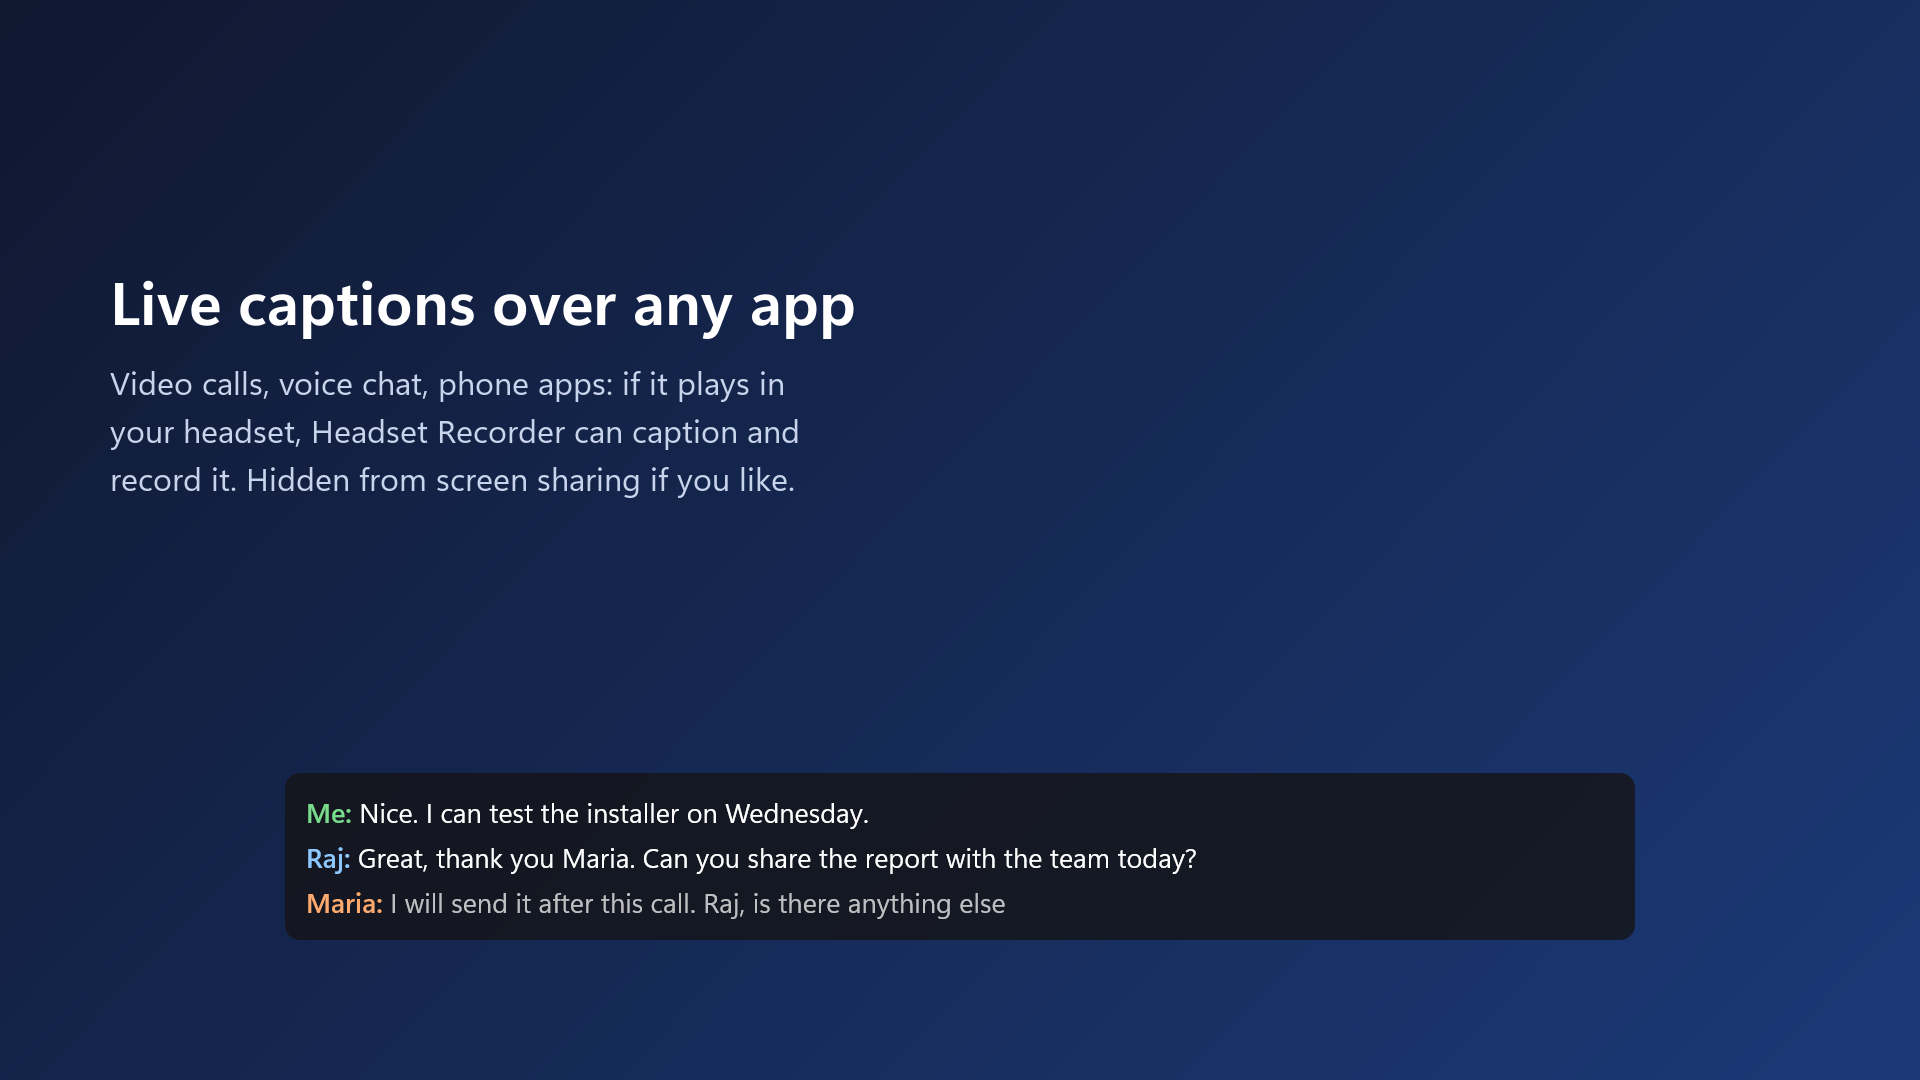 Live captions over any app
Video calls, voice chat, phone apps: if it plays in
your headset, Headset Recorder can caption and
record it. Hidden from screen sharing if you like.
Me: Nice. I can test the installer on Wednesday.
Raj: Great, thank you Maria. Can you share the report with the team today?
Maria: I will send it after this call. Raj, is there anything else